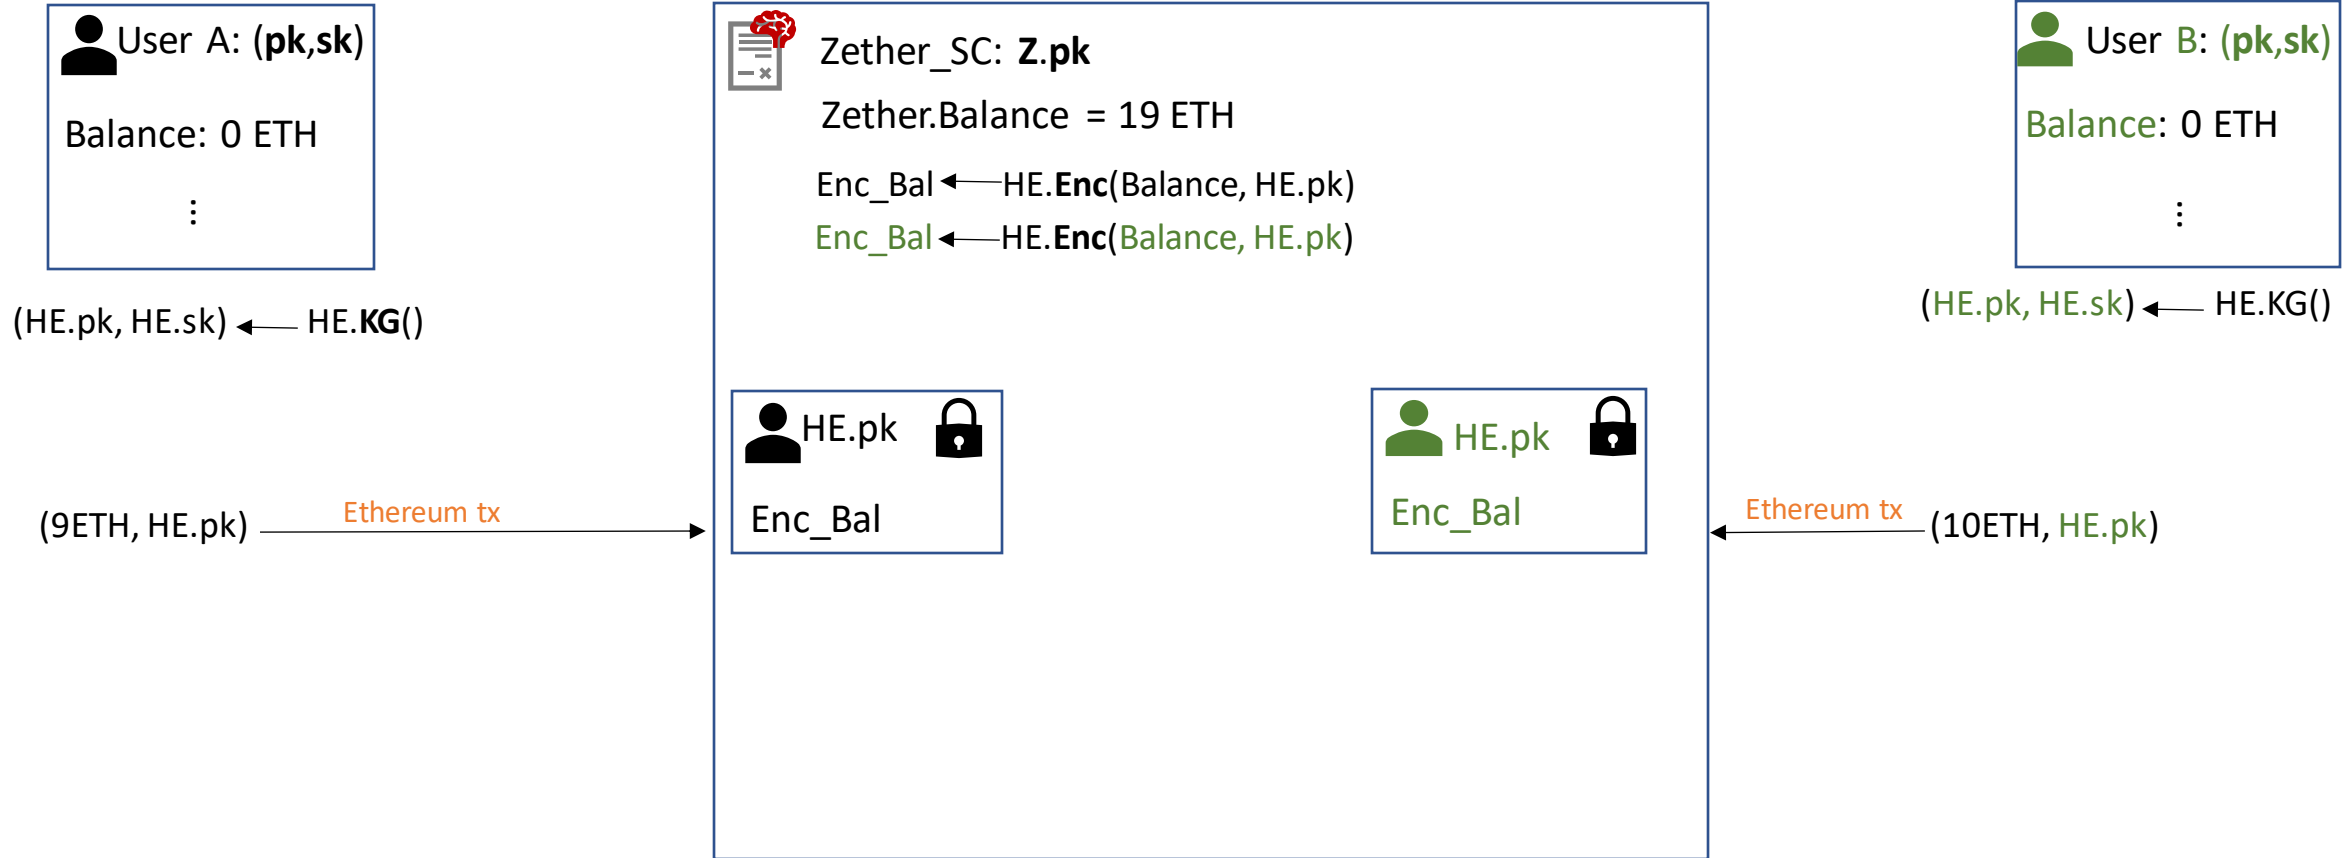 User A: (pk,sk)
Balance: 0 ETH
⋮
(HE.pk, HE.sk) ← HE.KG()
(9ETH, HE.pk)
Ethereum tx
Zether_SC: Z.pk
Zether.Balance = 19 ETH
Enc_Bal ← HE.Enc(Balance, HE.pk)
Enc_Bal ← HE.Enc(Balance, HE.pk)
HE.pk
Enc_Bal
HE.pk
Enc_Bal
User B: (pk,sk)
Balance: 0 ETH
⋮
(HE.pk, HE.sk) ← HE.KG()
Ethereum tx
(10ETH, HE.pk)